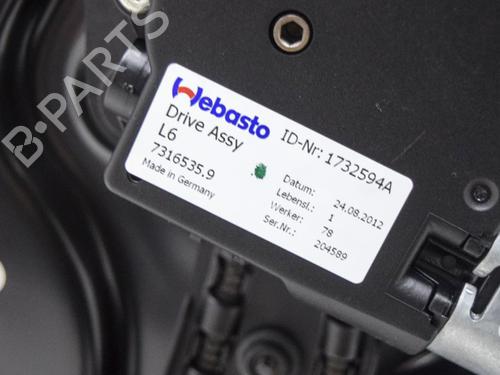 B-PARTS
Webasto
Drive Assy
L6
7316535.9
Made in Germany
ID-Nr: 1732594A
Datum: 24.08.2012
Lebensl.: 1
Werker: 78
Ser.Nr.: 204589